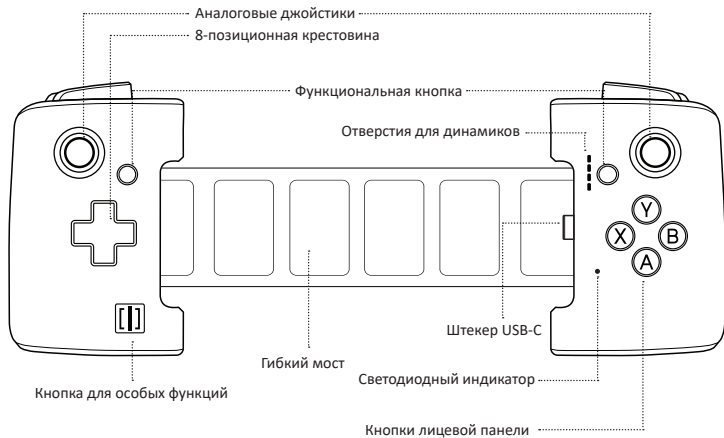 Аналоговые джойстики
8-позиционная крестовина
Функциональная кнопка
Отверстия для динамиков
Y
X
B
A
Штекер USB-C
Гибкий мост
Светодиодный индикатор
Кнопка для особых функций
Кнопки лицевой панели